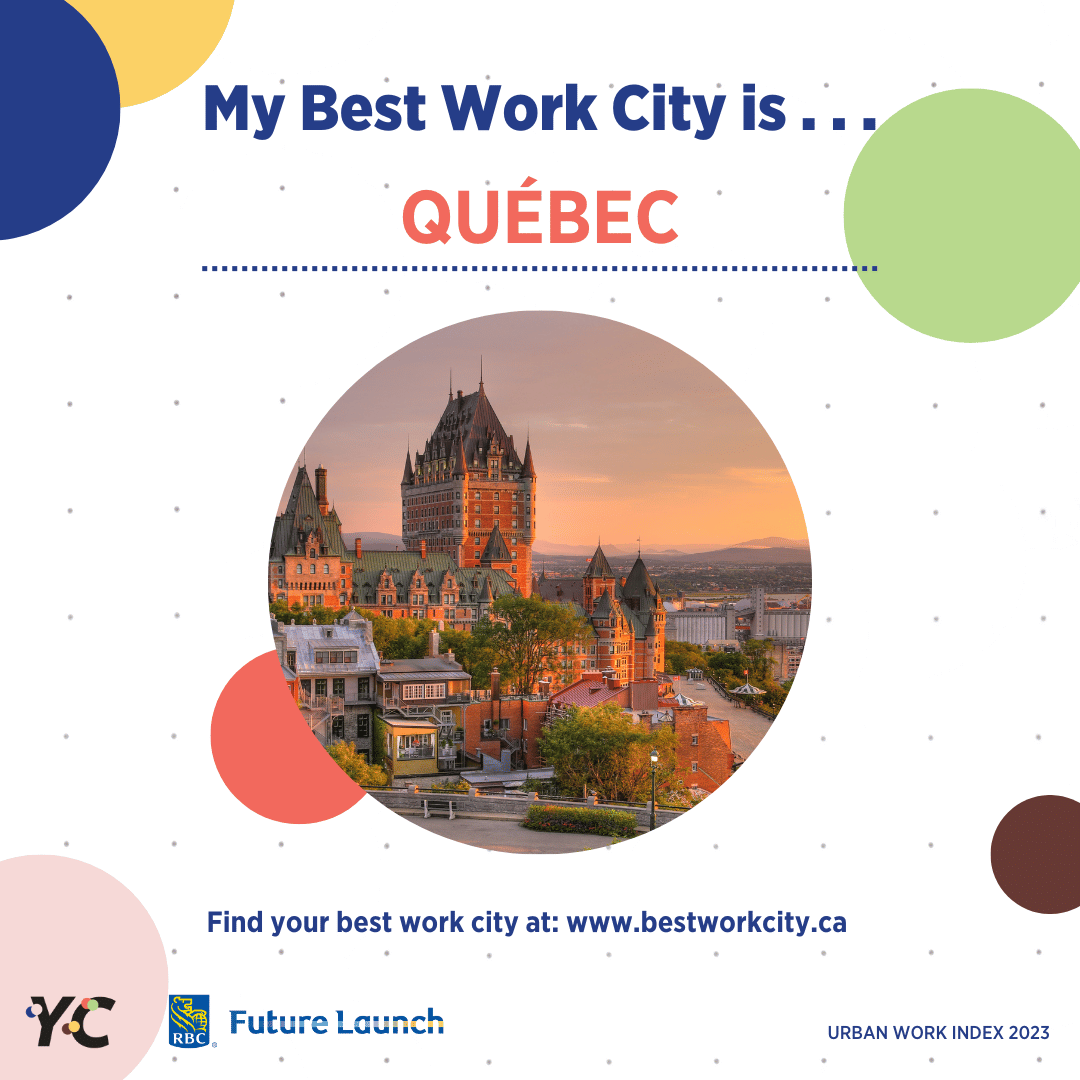 My Best Work City is . . .
QUÉBEC
Find your best work city at: www.bestworkcity.ca
YC
RBC ®
Future Launch
URBAN WORK INDEX 2023